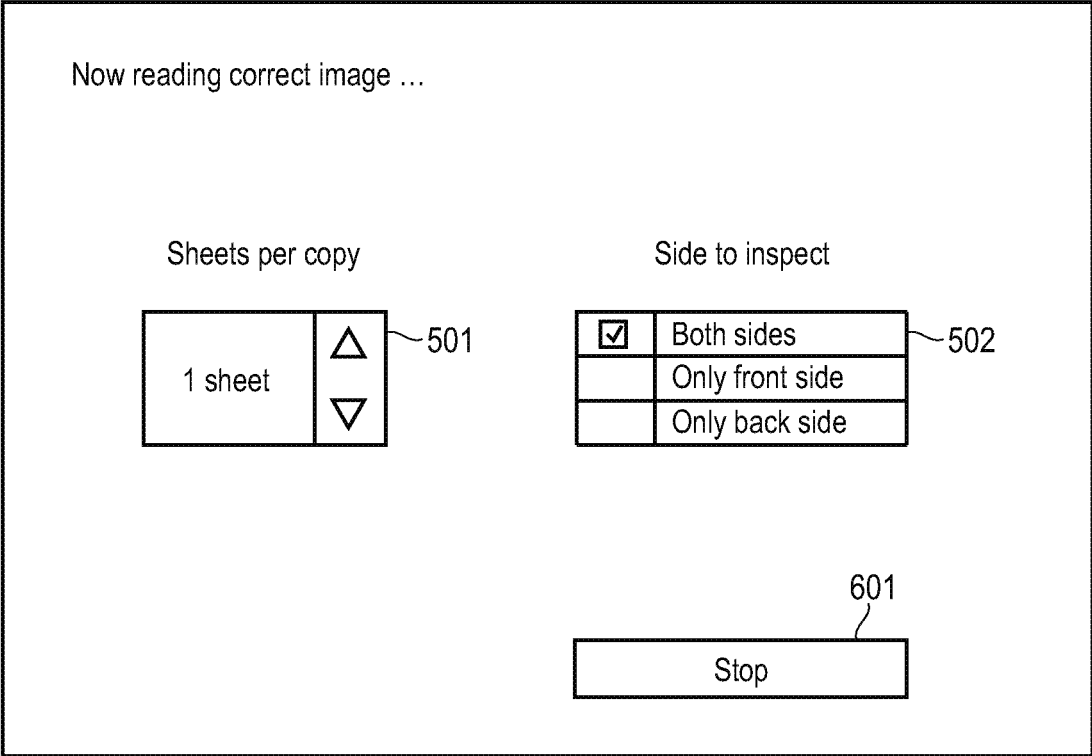 Now reading correct image ...
Sheets per copy
Side to inspect
1 sheet
501
Both sides
Only front side
Only back side
502
601
Stop